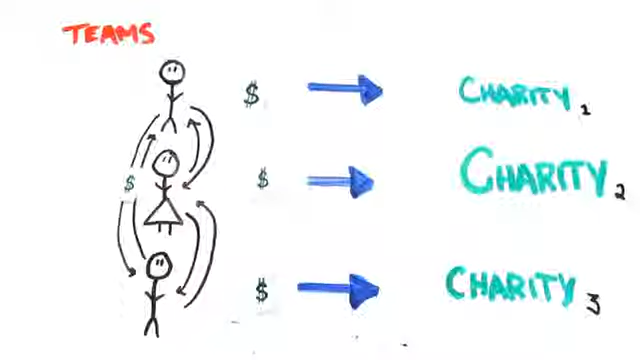 TEAMS
$ CHARITY 1
$ $ CHARITY 2
$ CHARITY 3